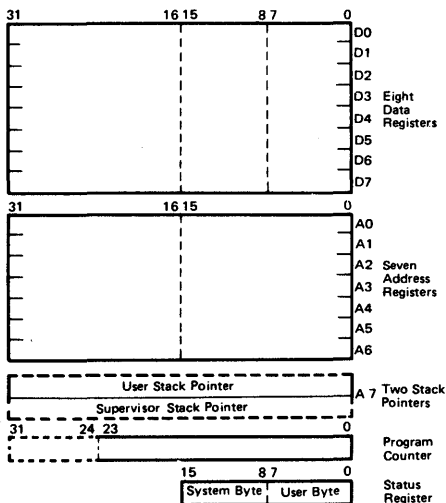 31 16 15 8 7 0
D0
D1
D2
D3
D4
D5
D6
D7
Eight
Data
Registers
31 16 15 0
A0
A1
A2
A3
A4
A5
A6
Seven
Address
Registers
User Stack Pointer
Supervisor Stack Pointer
A 7
Two Stack
Pointers
31 24 23 0
Program
Counter
15 8 7 0
System Byte User Byte
Status
Register